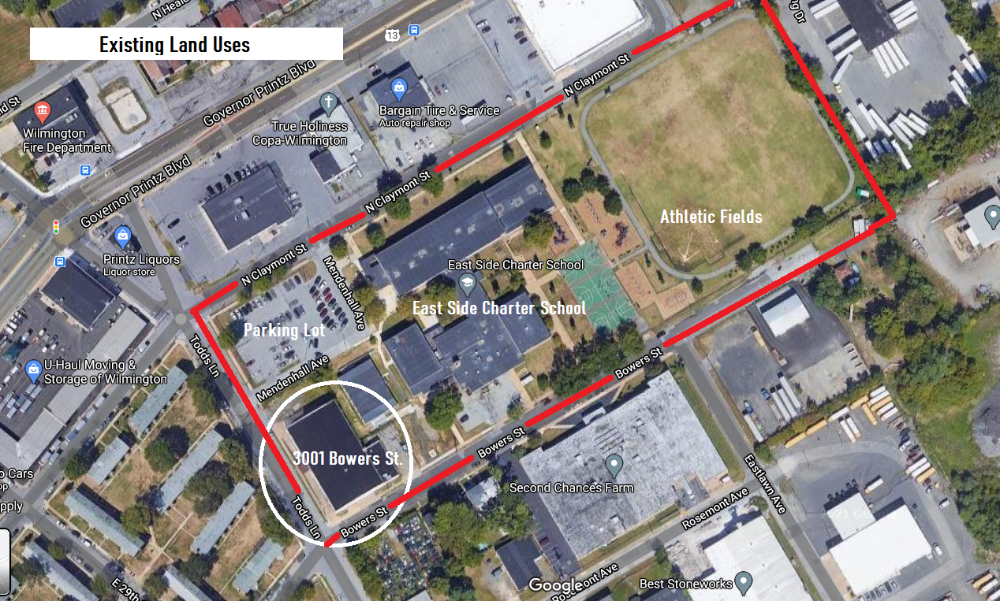 N Heald
13
Existing Land Uses
N Claymont St
Governor Printz Blvd
Bargain Tire & Service
Auto repair shop
True Holiness
Copa-Wilmington
Wilmington
Fire Department
Governor Printz Blvd
N Claymont St
Athletic Fields
Printz Liquors
Liquor store
N Claymont St
Mendenhall Ave
East Side Charter School
East Side Charter School
Parking Lot
Todds Ln
Mendenhall Ave
U-Haul Moving &
Storage of Wilmington
Bowers St
Bowers St
3001 Bowers St.
Second Chances Farm
Eastlawn Ave
Todds Ln
Bowers St
Rosemont Ave
Rosemont Ave
Google
Best Stoneworks
E 29th